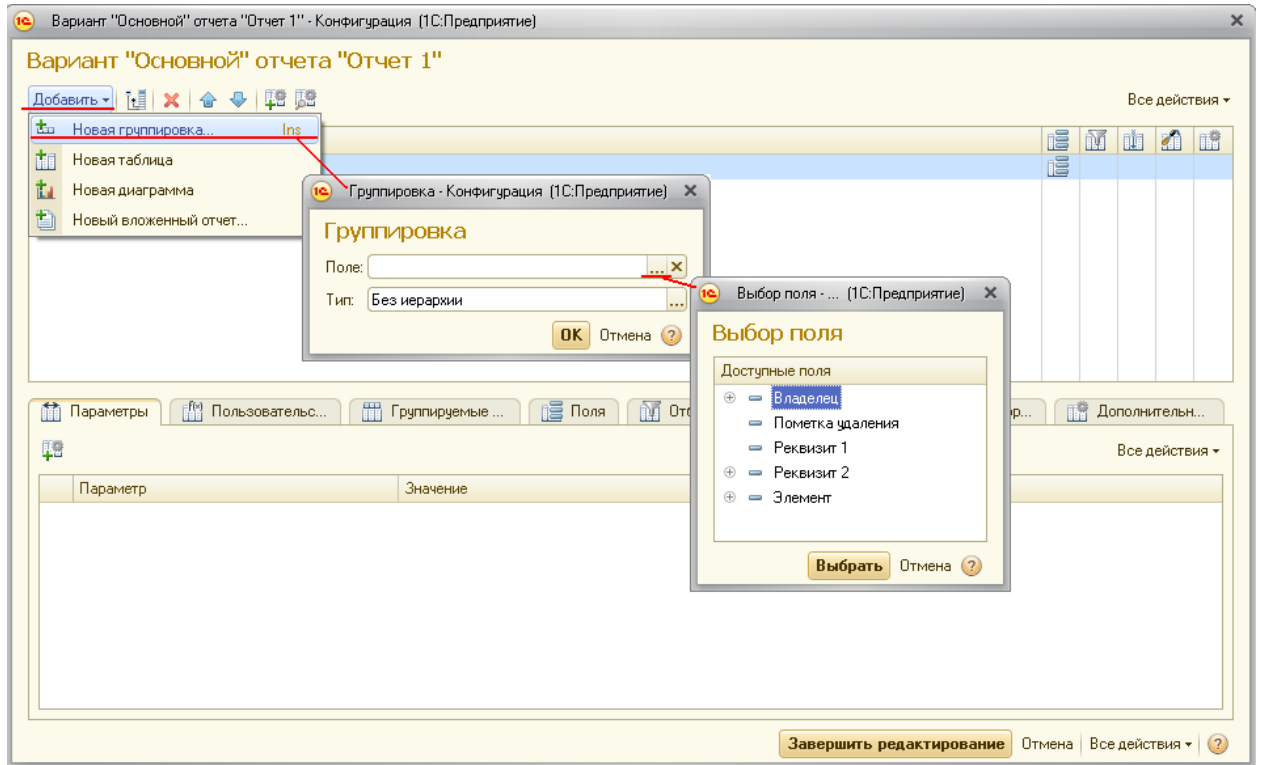 Вариант "Основной" отчета "Отчет 1" - Конфигурация (1С:Предприятие)
Вариант "Основной" отчета "Отчет 1"
Добавить
Все действия
Новая группировка... Ins
Новая таблица
Новая диаграмма
Новый вложенный отчет...
Группировка - Конфигурация (1С:Предприятие)
Группировка
Поле:
Тип: Без иерархии
ОК Отмена
Выбор поля - ... (1С:Предприятие)
Выбор поля
Доступные поля
Владелец
Пометка удаления
Реквизит 1
Реквизит 2
Элемент
Выбрать Отмена
Параметры Пользовательс... Группируемые ... Поля Дополнительн...
Все действия
Параметр Значение
Завершить редактирование Отмена Все действия